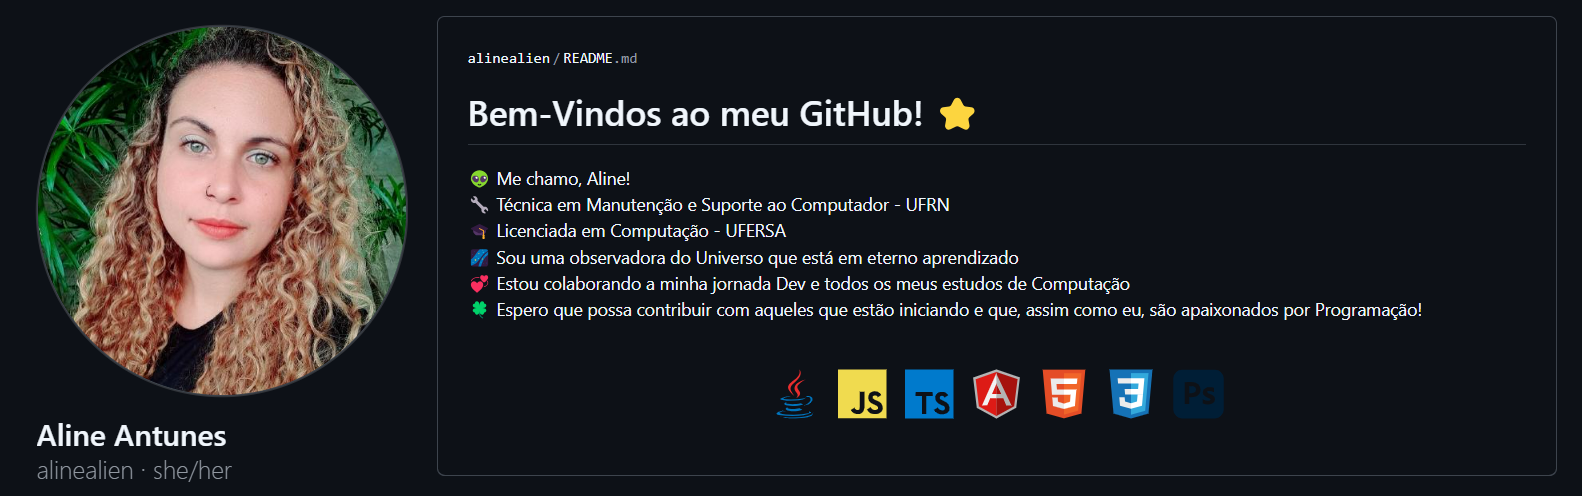 alinealien/README.md
Bem-Vindos ao meu GitHub!
Me chamo, Aline!
Técnica em Manutenção e Suporte ao Computador - UFRN
Licenciada em Computação - UFERSA
Sou uma observadora do Universo que está em eterno aprendizado
Estou colaborando a minha jornada Dev e todos os meus estudos de Computação
Espero que possa contribuir com aqueles que estão iniciando e que, assim como eu, são apaixonados por Programação!
JS TS A 5 3 Ps
Aline Antunes
alinealien · she/her